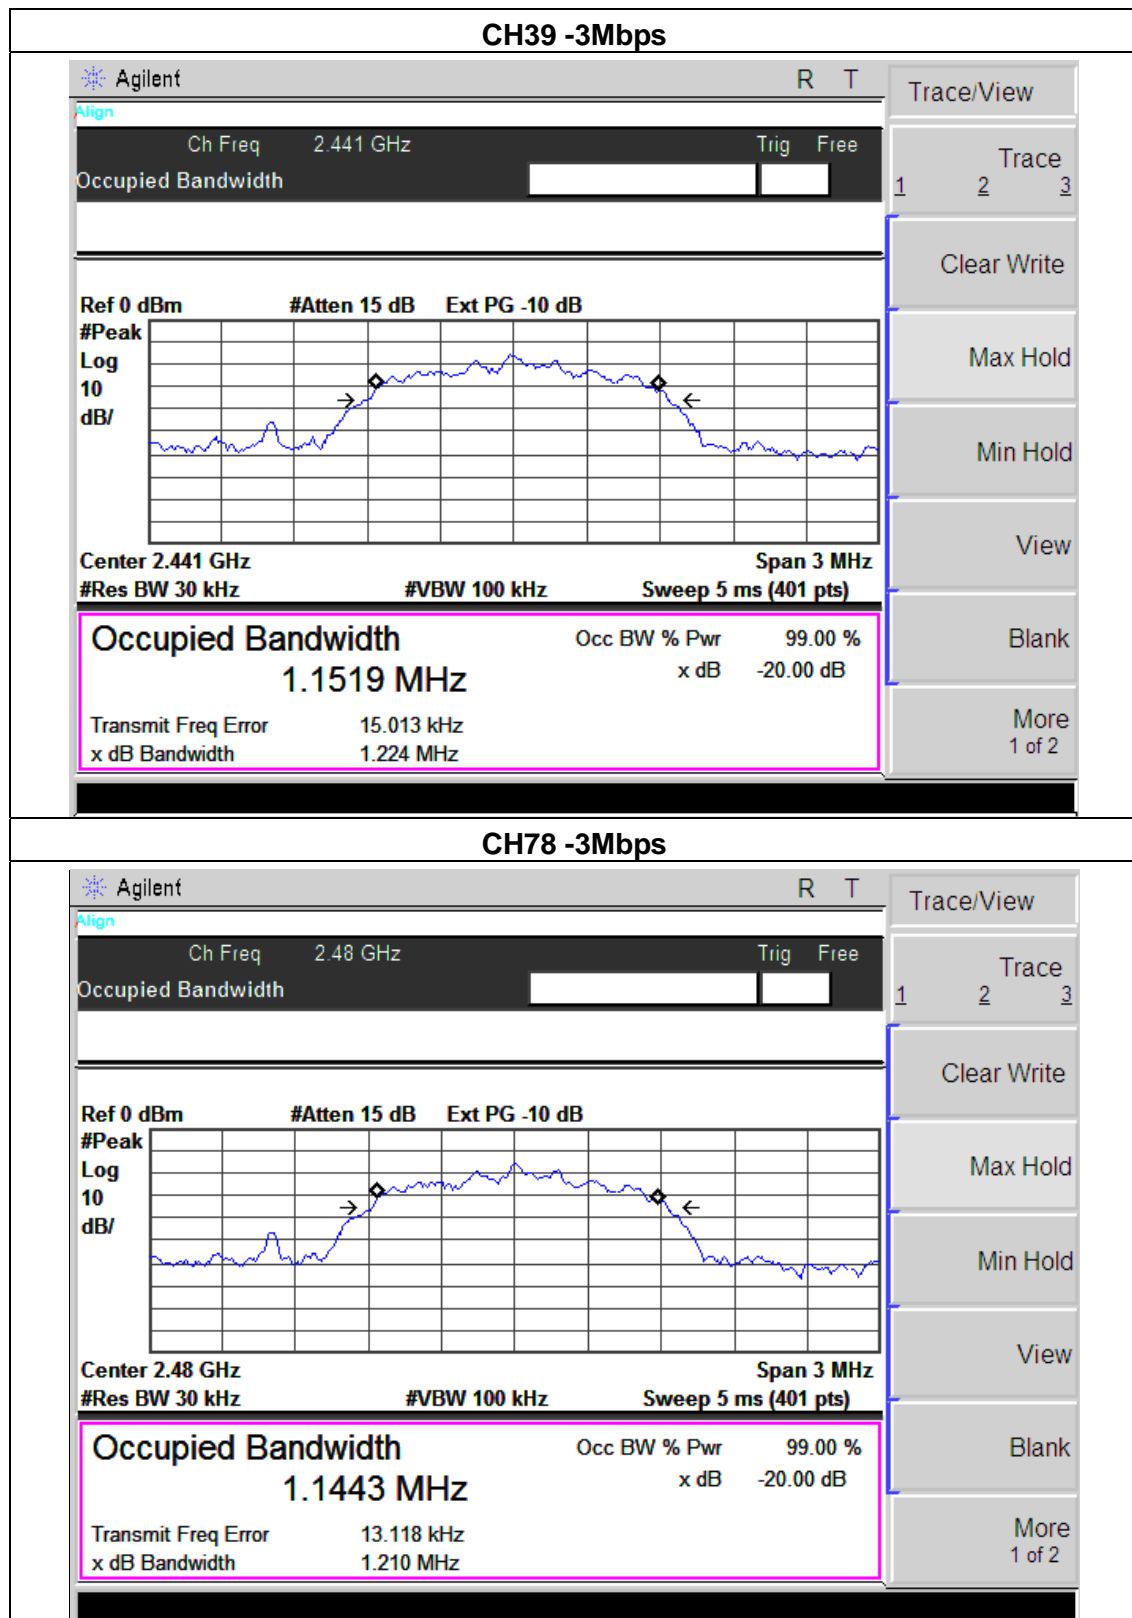 CH39 -3Mbps
Agilent R T Trace/View
Align
Ch Freq 2.441 GHz Trig Free
Occupied Bandwidth
Trace
1 2 3
Clear Write
Max Hold
Min Hold
View
Blank
More
1 of 2
Ref 0 dBm #Atten 15 dB Ext PG -10 dB
#Peak
Log
10
dB/
Center 2.441 GHz Span 3 MHz
#Res BW 30 kHz #VBW 100 kHz Sweep 5 ms (401 pts)
Occupied Bandwidth Occ BW % Pwr 99.00 %
1.1519 MHz x dB -20.00 dB
Transmit Freq Error 15.013 kHz
x dB Bandwidth 1.224 MHz
CH78 -3Mbps
Agilent R T Trace/View
Align
Ch Freq 2.48 GHz Trig Free
Occupied Bandwidth
Trace
1 2 3
Clear Write
Max Hold
Min Hold
View
Blank
More
1 of 2
Ref 0 dBm #Atten 15 dB Ext PG -10 dB
#Peak
Log
10
dB/
Center 2.48 GHz Span 3 MHz
#Res BW 30 kHz #VBW 100 kHz Sweep 5 ms (401 pts)
Occupied Bandwidth Occ BW % Pwr 99.00 %
1.1443 MHz x dB -20.00 dB
Transmit Freq Error 13.118 kHz
x dB Bandwidth 1.210 MHz